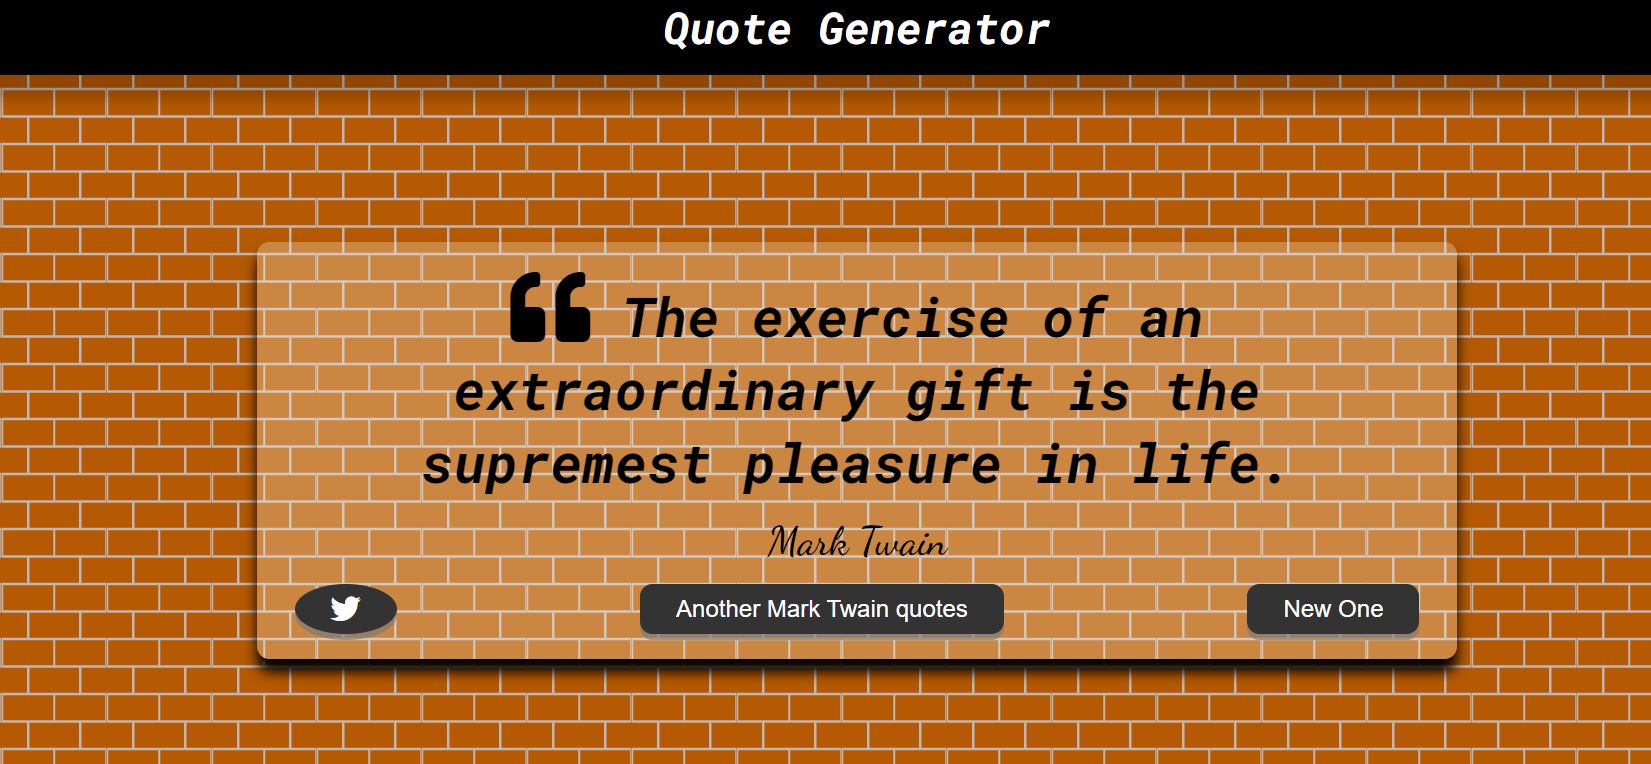 Quote Generator
“ The exercise of an
extraordinary gift is the
supremest pleasure in life.
Mark Twain
Another Mark Twain quotes
New One